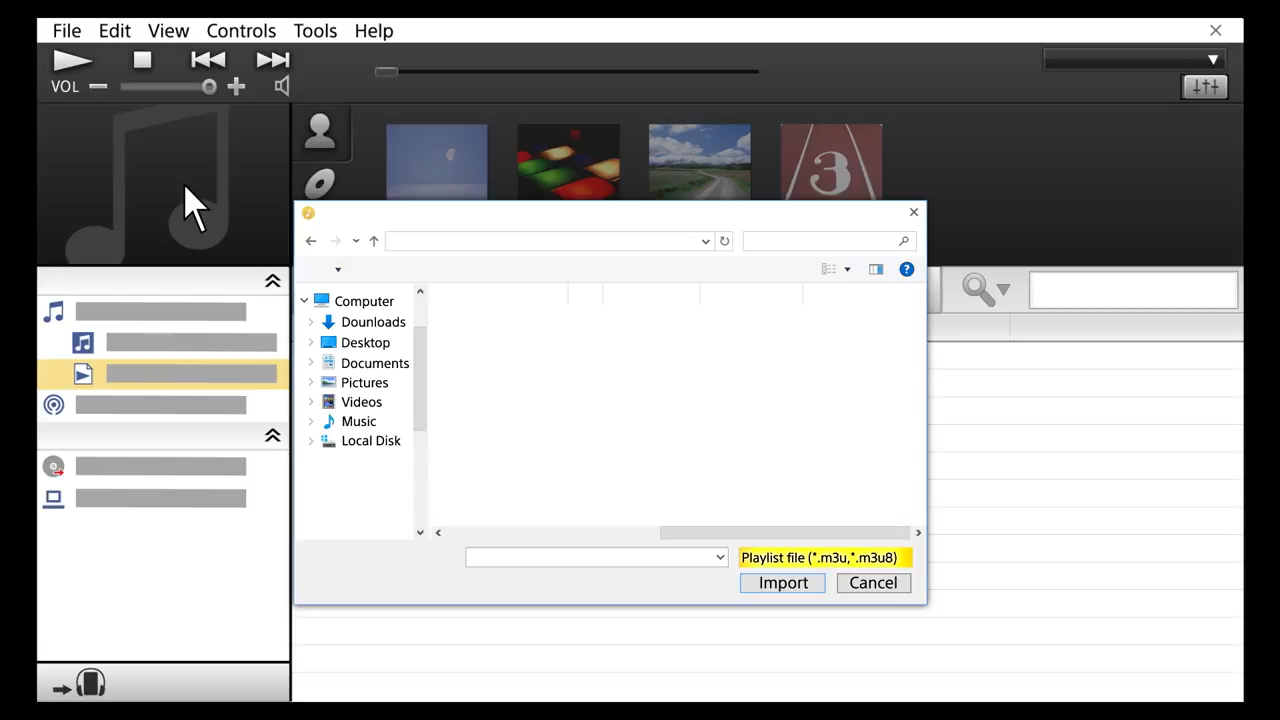 File Edit View Controls Tools Help
VOL
3
Computer
Dounloads
Desktop
Documents
Pictures
Videos
Music
Local Disk
Playlist file (*.m3u,*.m3u8)
Import Cancel